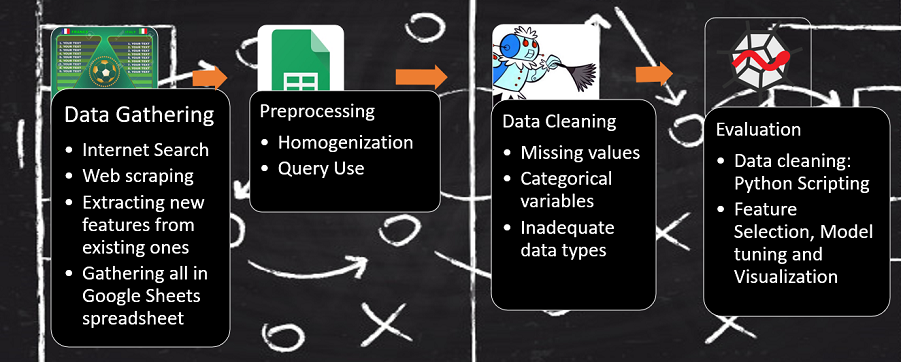 Data Gathering
• Internet Search
• Web scraping
• Extracting new
features from
existing ones
• Gathering all in
Google Sheets
spreadsheet
Preprocessing
• Homogenization
• Query Use
Data Cleaning
• Missing values
• Categorical
variables
• Inadequate
data types
Evaluation
• Data cleaning:
Python Scripting
• Feature
Selection, Model
tuning and
Visualization